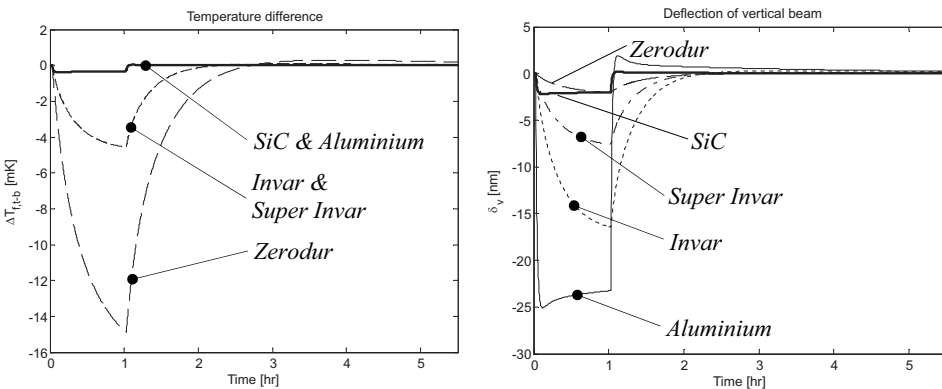 Temperature difference
2
0
-2
-4
-6
-8
-10
-12
-14
-16
ΔT_{f,t-b} [mK]
0
1
2
3
4
5
Time [hr]
SiC & Aluminium
Invar &
Super Invar
Zerodur
Deflection of vertical beam
5
0
-5
-10
-15
-20
-25
-30
δ_v [nm]
0
1
2
3
4
5
Time [hr]
Zerodur
SiC
Super Invar
Invar
Aluminium